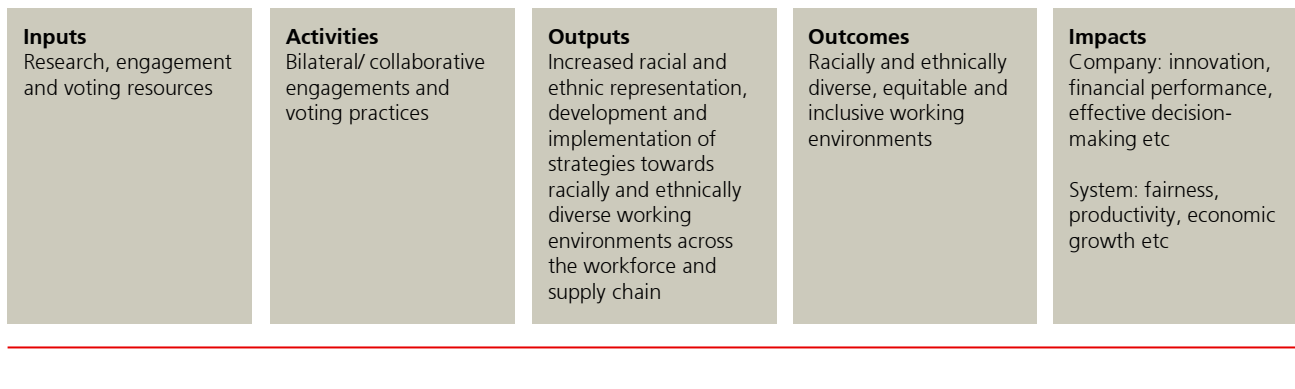 Inputs
Research, engagement
and voting resources
Activities
Bilateral/ collaborative
engagements and
voting practices
Outputs
Increased racial and
ethnic representation,
development and
implementation of
strategies towards
racially and ethnically
diverse working
environments across
the workforce and
supply chain
Outcomes
Racially and ethnically
diverse, equitable and
inclusive working
environments
Impacts
Company: innovation,
financial performance,
effective decision-
making etc
System: fairness,
productivity, economic
growth etc